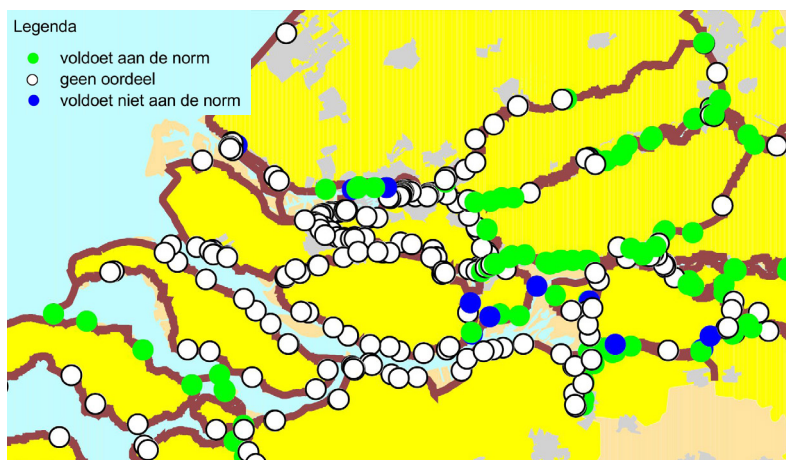 Legenda
voldoet aan de norm
geen oordeel
voldoet niet aan de norm